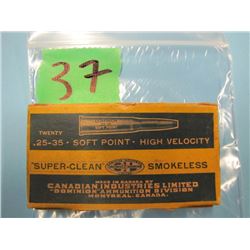 37
TWENTY
.25-35 · SOFT POINT · HIGH VELOCITY
"SUPER-CLEAN" SMOKELESS
MADE IN CANADA BY
CANADIAN INDUSTRIES LIMITED
"DOMINION" AMMUNITION DIVISION
MONTREAL, CANADA.